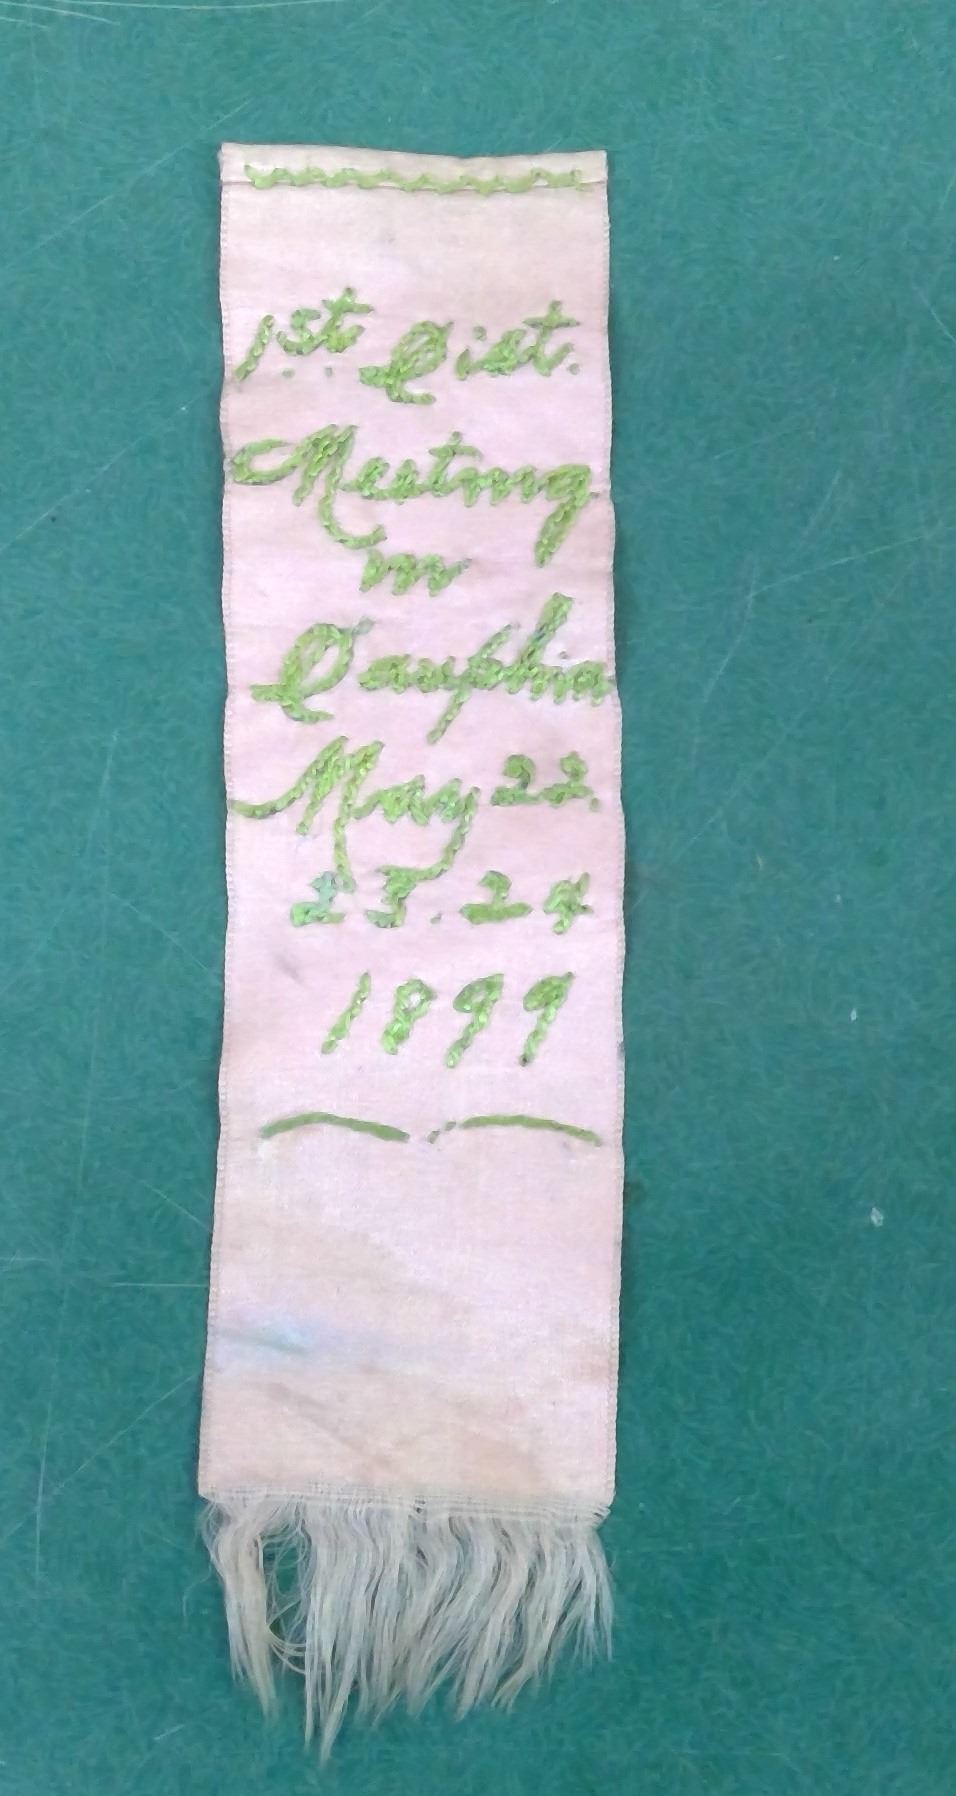 1st. Dist.
Meeting
in
Dauphin
May 22.
23.24
1899